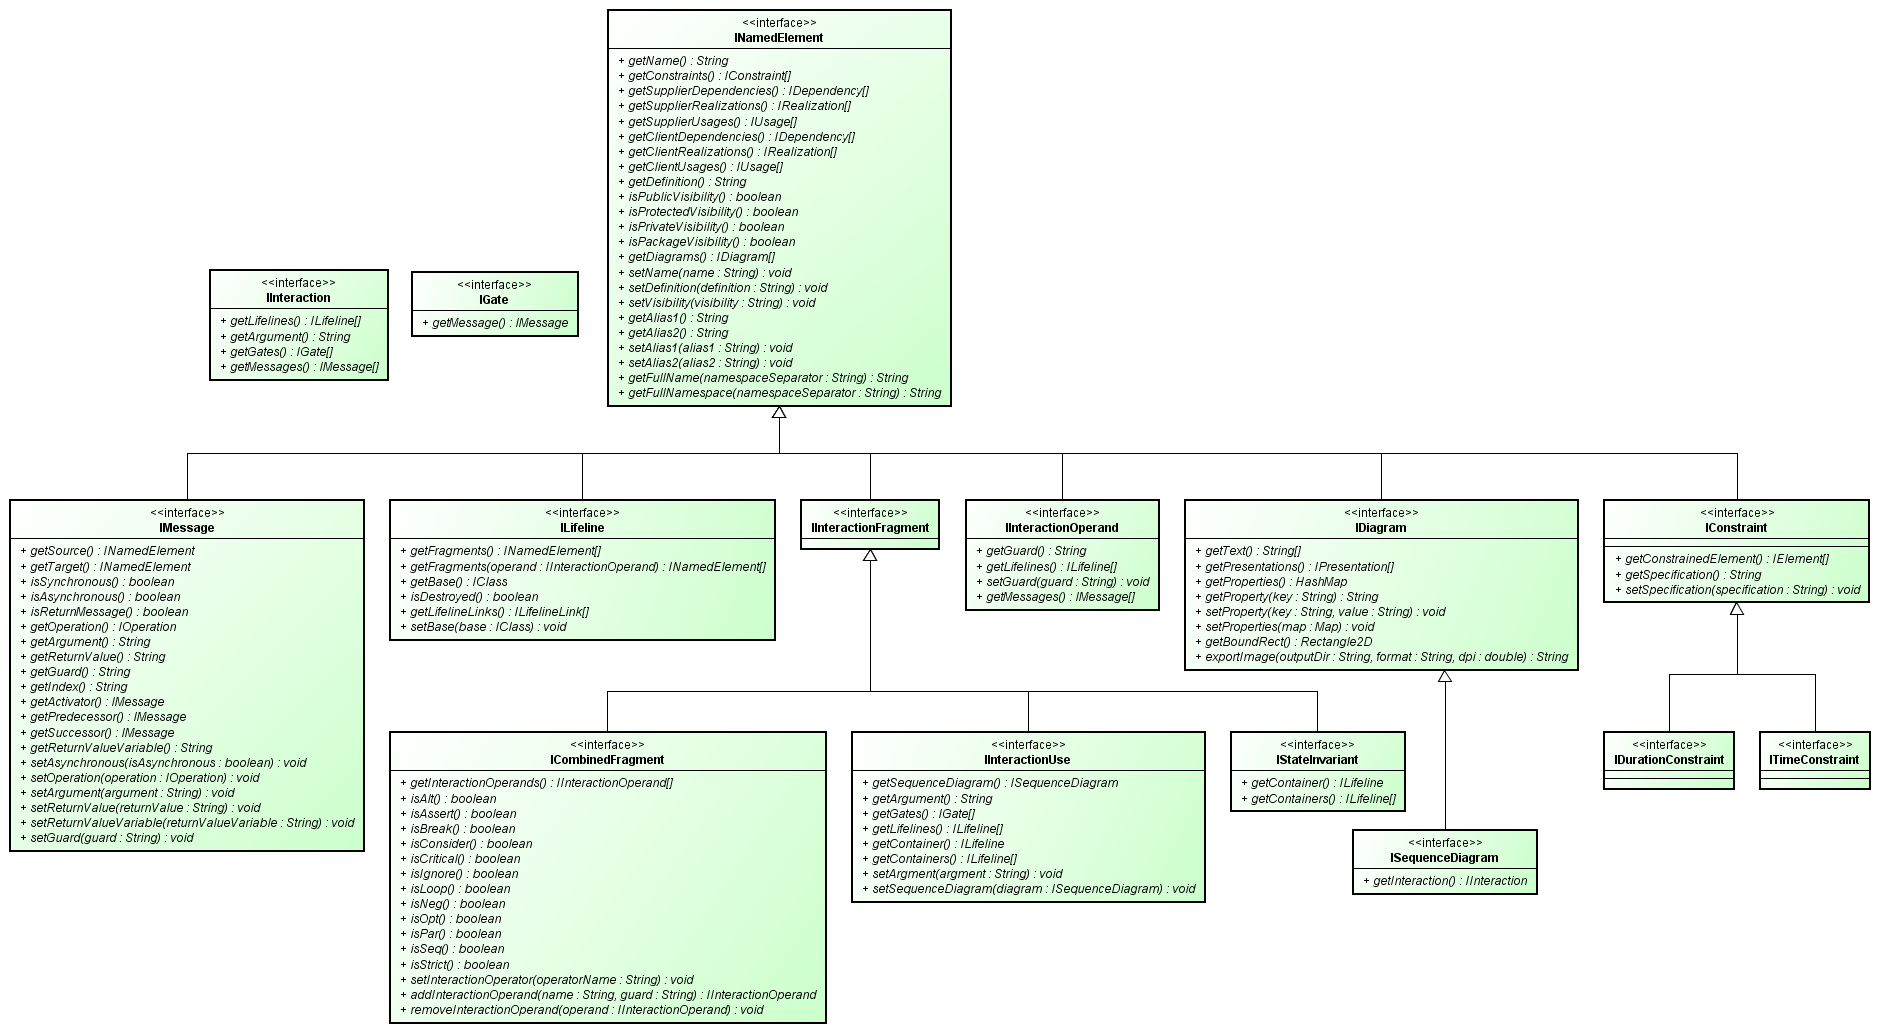 <<interface>>
INamedElement
+ getName() : String
+ getConstraints() : IConstraint[]
+ getSupplierDependencies() : IDependency[]
+ getSupplierRealizations() : IRealization[]
+ getSupplierUsages() : IUsage[]
+ getClientDependencies() : IDependency[]
+ getClientRealizations() : IRealization[]
+ getClientUsages() : IUsage[]
+ getDefinition() : String
+ isPublicVisibility() : boolean
+ isProtectedVisibility() : boolean
+ isPrivateVisibility() : boolean
+ isPackageVisibility() : boolean
+ getDiagrams() : IDiagram[]
+ setName(name : String) : void
+ setDefinition(definition : String) : void
+ setVisibility(visibility : String) : void
+ getAlias1() : String
+ getAlias2() : String
+ setAlias1(alias1 : String) : void
+ setAlias2(alias2 : String) : void
+ getFullName(namespaceSeparator : String) : String
+ getFullNamespace(namespaceSeparator : String) : String
<<interface>>
IInteraction
+ getLifelines() : ILifeline[]
+ getArgument() : String
+ getGates() : IGate[]
+ getMessages() : IMessage[]
<<interface>>
IGate
+ getMessage() : IMessage
<<interface>>
IMessage
+ getSource() : INamedElement
+ getTarget() : INamedElement
+ isSynchronous() : boolean
+ isAsynchronous() : boolean
+ isReturnMessage() : boolean
+ getOperation() : IOperation
+ getArgument() : String
+ getReturnValue() : String
+ getGuard() : String
+ getIndex() : String
+ getActivator() : IMessage
+ getPredecessor() : IMessage
+ getSuccessor() : IMessage
+ getReturnValueVariable() : String
+ setAsynchronous(isAsynchronous : boolean) : void
+ setOperation(operation : IOperation) : void
+ setArgument(argument : String) : void
+ setReturnValue(returnValue : String) : void
+ setReturnValueVariable(returnValueVariable : String) : void
+ setGuard(guard : String) : void
<<interface>>
ILifeline
+ getFragments() : INamedElement[]
+ getFragments(operand : IInteractionOperand) : INamedElement[]
+ getBase() : IClass
+ isDestroyed() : boolean
+ getLifelineLinks() : ILifelineLink[]
+ setBase(base : IClass) : void
<<interface>>
IInteractionFragment
<<interface>>
IInteractionOperand
+ getGuard() : String
+ getLifelines() : ILifeline[]
+ setGuard(guard : String) : void
+ getMessages() : IMessage[]
<<interface>>
IDiagram
+ getText() : String[]
+ getPresentations() : IPresentation[]
+ getProperties() : HashMap
+ getProperty(key : String) : String
+ setProperty(key : String, value : String) : void
+ setProperties(map : Map) : void
+ getBoundRect() : Rectangle2D
+ exportImage(outputDir : String, format : String, dpi : double) : String
<<interface>>
IConstraint
+ getConstrainedElement() : IElement[]
+ getSpecification() : String
+ setSpecification(specification : String) : void
<<interface>>
ICombinedFragment
+ getInteractionOperands() : IInteractionOperand[]
+ isAlt() : boolean
+ isAssert() : boolean
+ isBreak() : boolean
+ isConsider() : boolean
+ isCritical() : boolean
+ isIgnore() : boolean
+ isLoop() : boolean
+ isNeg() : boolean
+ isOpt() : boolean
+ isPar() : boolean
+ isSeq() : boolean
+ isStrict() : boolean
+ setInteractionOperator(operatorName : String) : void
+ addInteractionOperand(name : String, guard : String) : IInteractionOperand
+ removeInteractionOperand(operand : IInteractionOperand) : void
<<interface>>
IInteractionUse
+ getSequenceDiagram() : ISequenceDiagram
+ getArgument() : String
+ getGates() : IGate[]
+ getLifelines() : ILifeline[]
+ getContainer() : ILifeline
+ getContainers() : ILifeline[]
+ setArgment(argment : String) : void
+ setSequenceDiagram(diagram : ISequenceDiagram) : void
<<interface>>
IStateInvariant
+ getContainer() : ILifeline
+ getContainers() : ILifeline[]
<<interface>>
ISequenceDiagram
+ getInteraction() : IInteraction
<<interface>>
IDurationConstraint
<<interface>>
ITimeConstraint